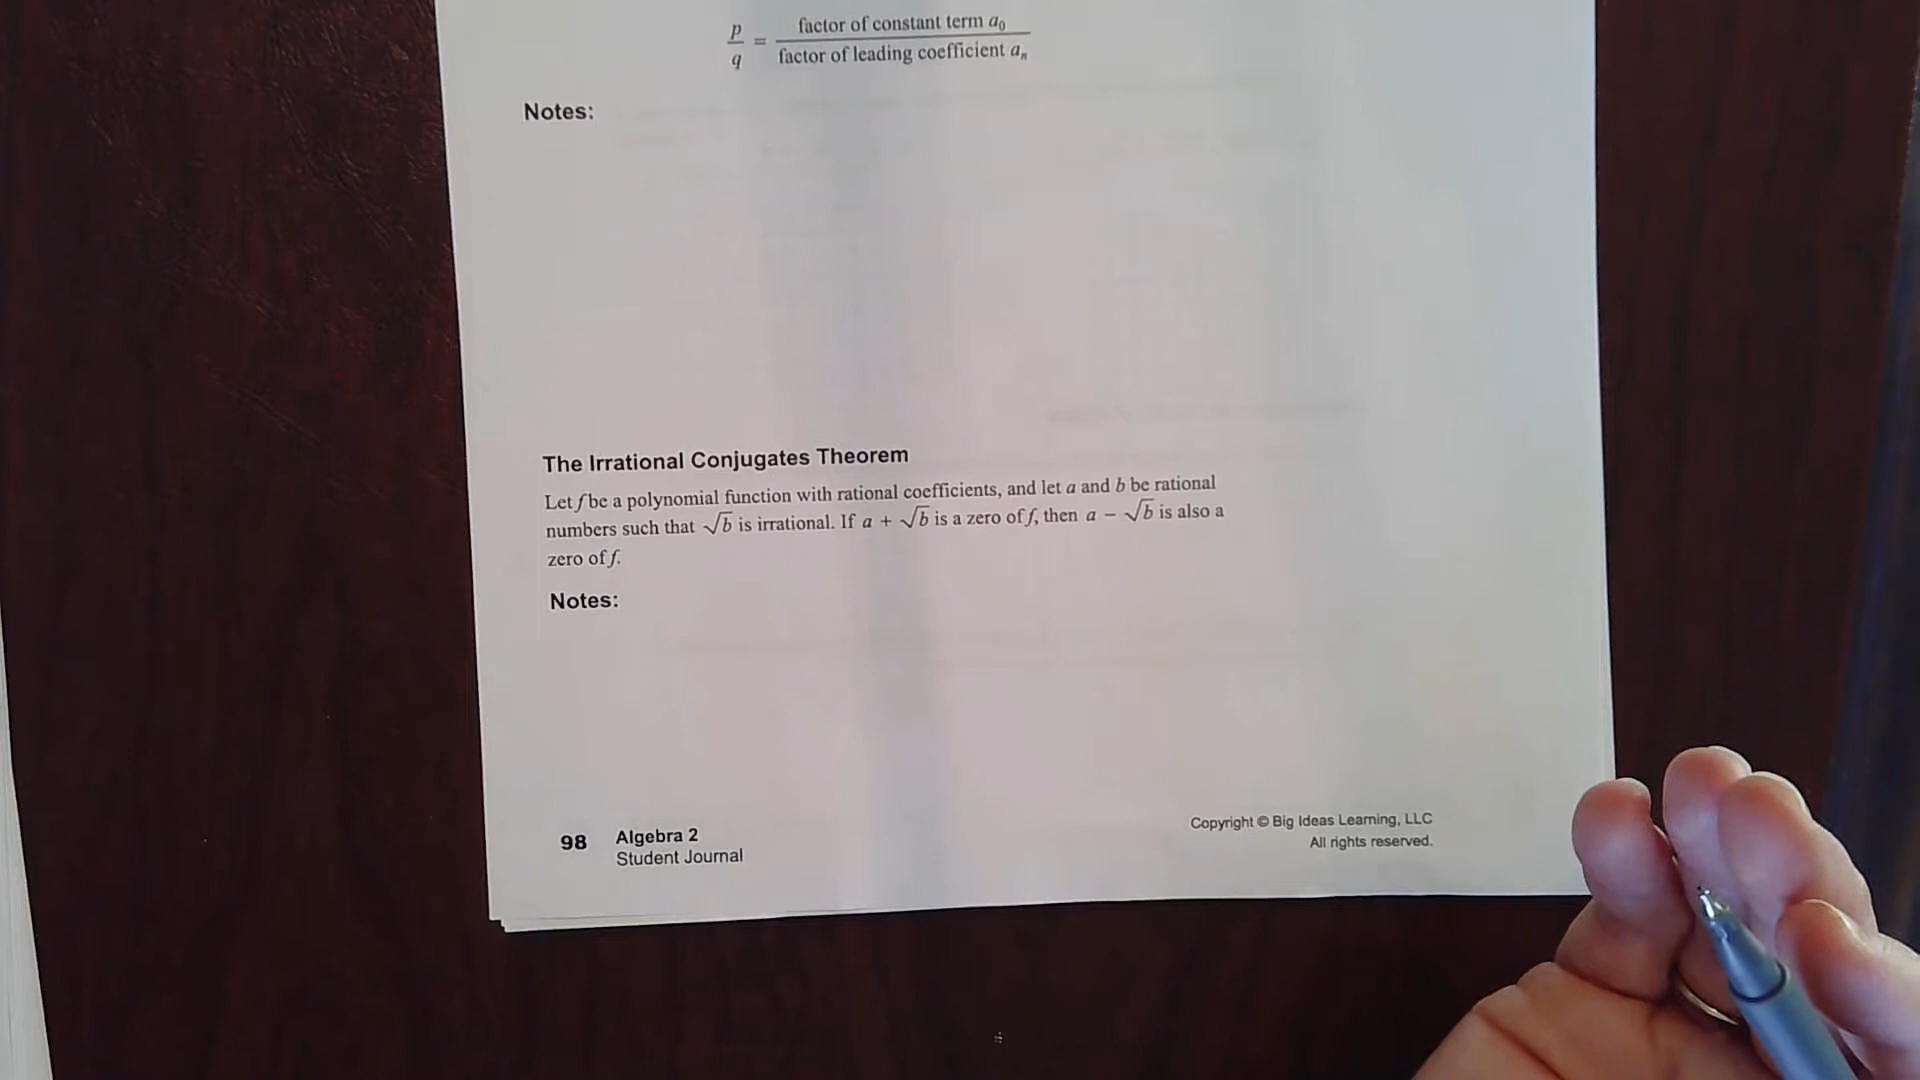 p/q = factor of constant term a₀ / factor of leading coefficient aₙ
Notes:
The Irrational Conjugates Theorem
Let f be a polynomial function with rational coefficients, and let a and b be rational
numbers such that √b is irrational. If a + √b is a zero of f, then a − √b is also a
zero of f.
Notes:
98 Algebra 2
Student Journal
Copyright © Big Ideas Learning, LLC
All rights reserved.